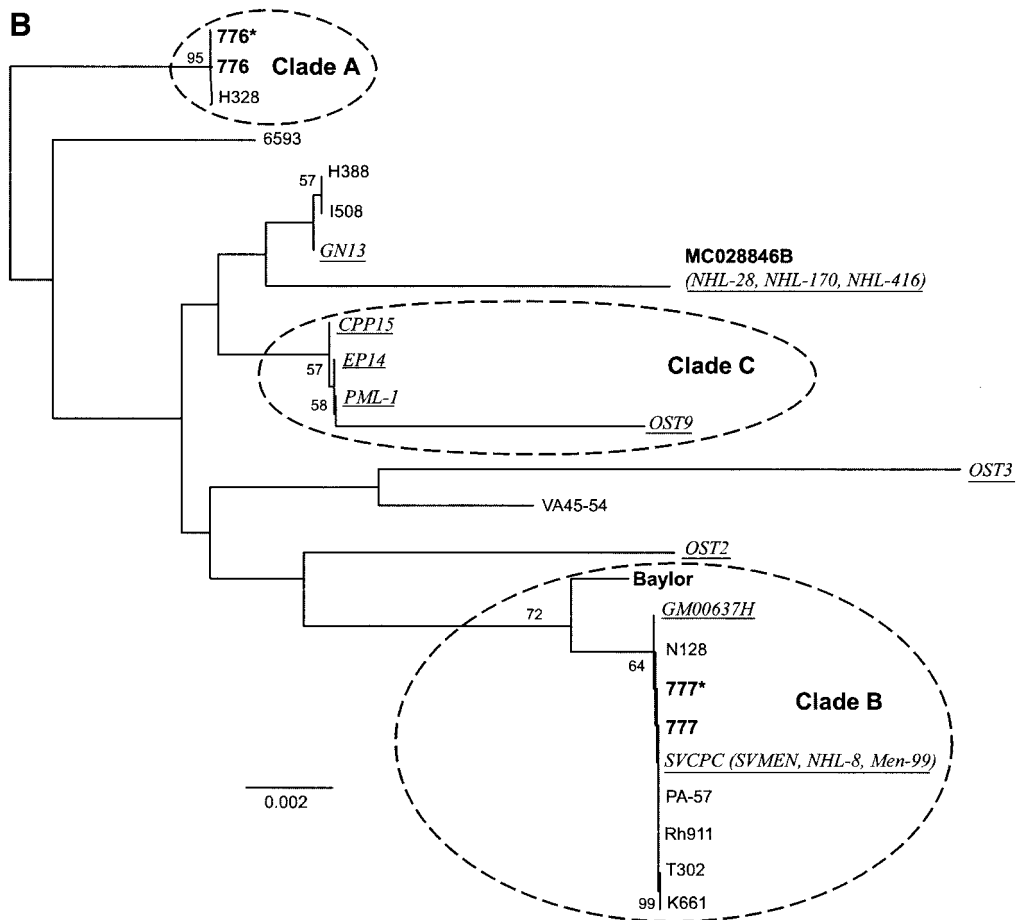 B
776*
95
776
Clade A
H328
6593
H388
57
I508
GN13
MC028846B
(NHL-28, NHL-170, NHL-416)
CPP15
EP14
57
Clade C
PML-1
58
OST9
OST3
VA45-54
OST2
Baylor
72
GM00637H
N128
64
777*
Clade B
777
SVCPC (SVMEN, NHL-8, Men-99)
PA-57
0.002
Rh911
T302
99
K661